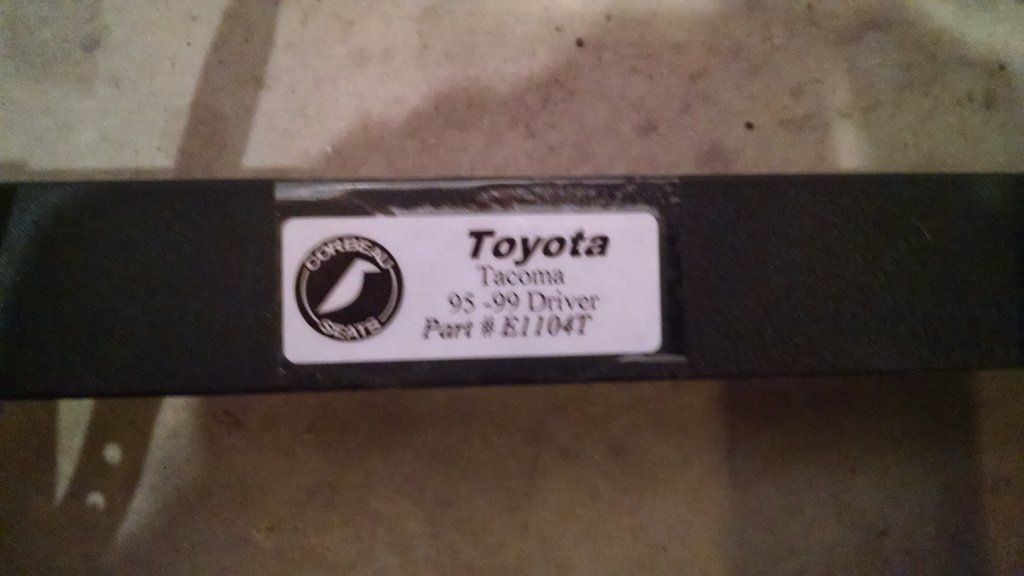 CORBEAU
SEATS
Toyota
Tacoma
95 -99 Driver
Part # E1104T